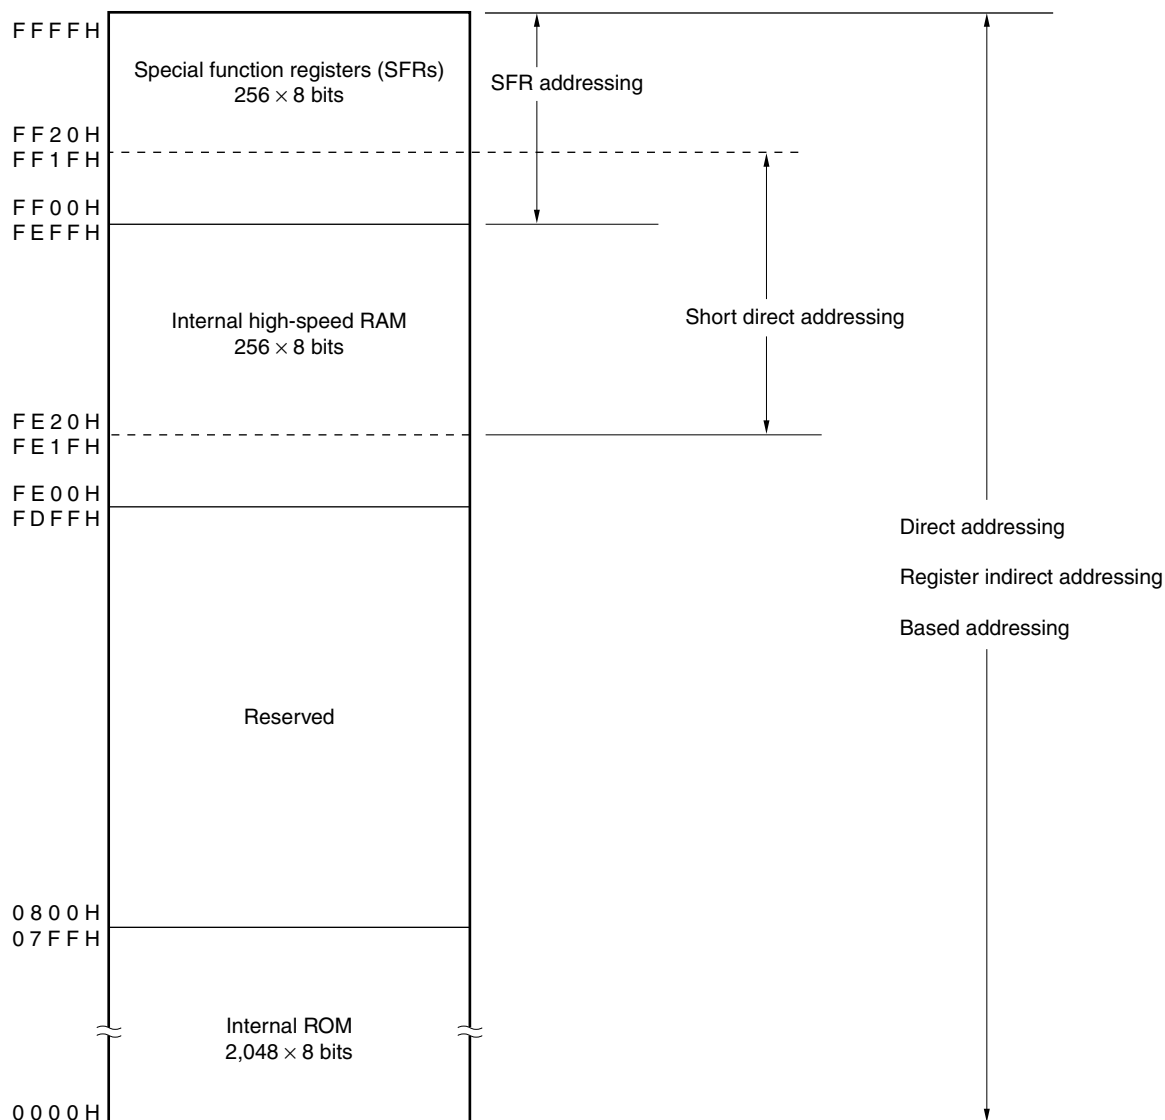 FFFFH
Special function registers (SFRs)
256 × 8 bits
SFR addressing
FF20H
FF1FH
FF00H
FEFFH
Internal high-speed RAM
256 × 8 bits
Short direct addressing
FE20H
FE1FH
FE00H
FDFFH
Direct addressing
Register indirect addressing
Based addressing
Reserved
0800H
07FFH
Internal ROM
2,048 × 8 bits
0000H